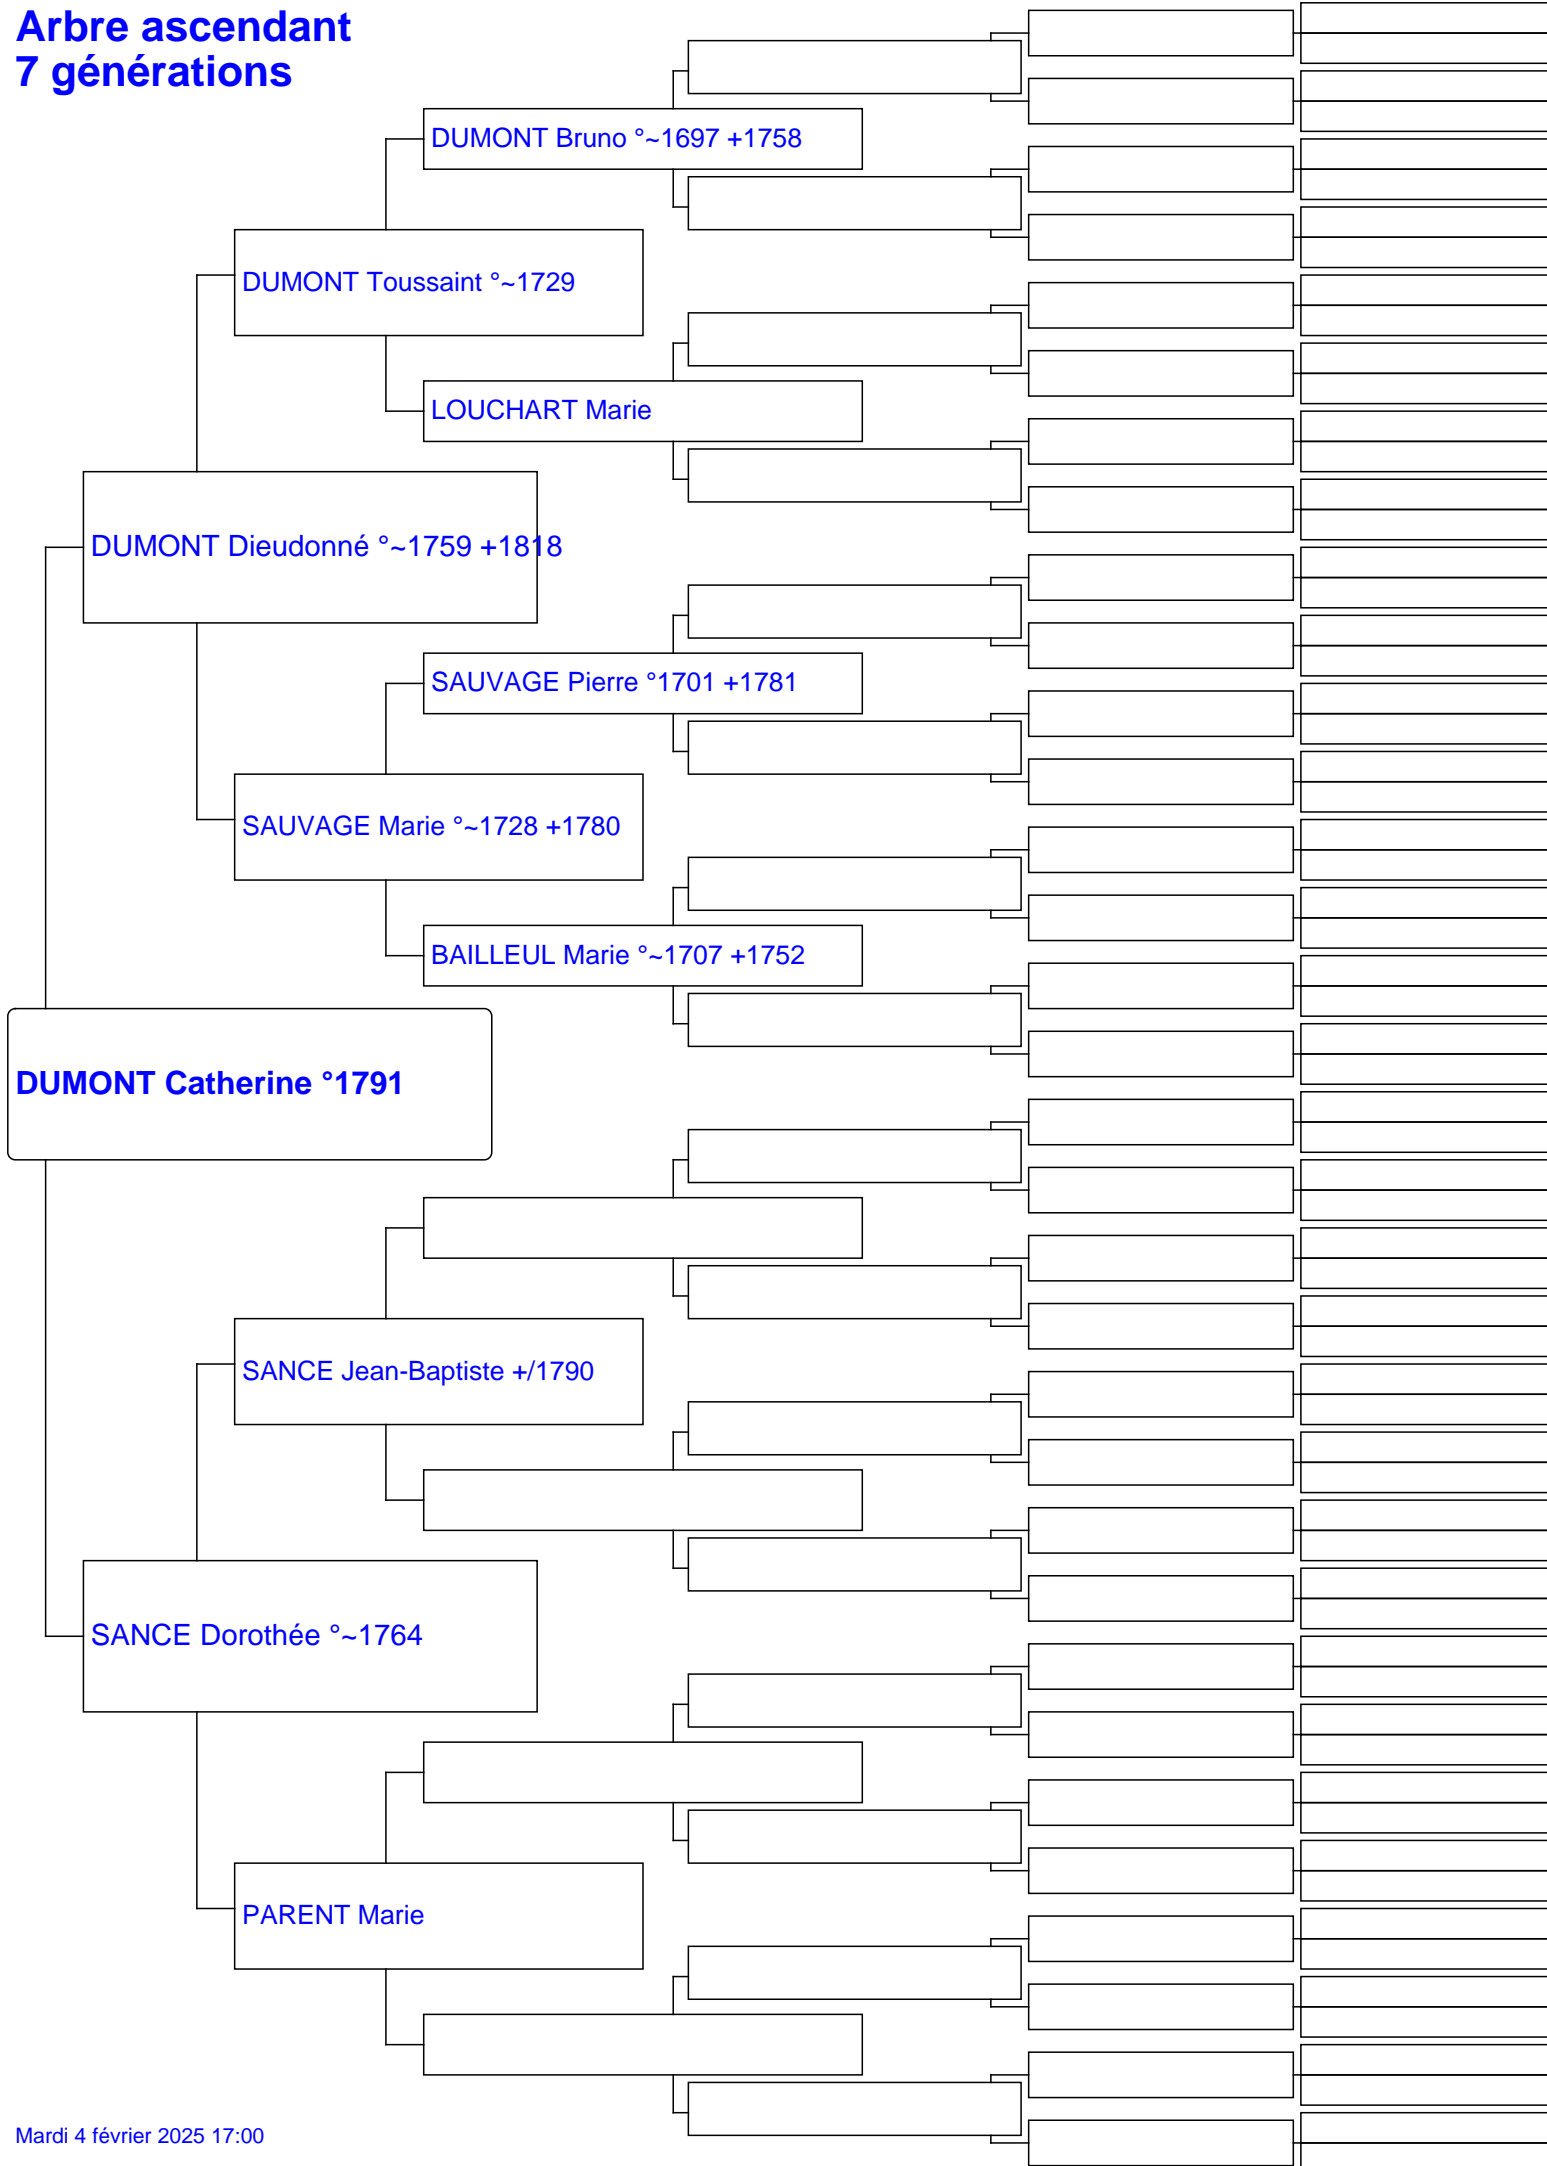 Arbre ascendant
7 générations
DUMONT Bruno °~1697 +1758
DUMONT Toussaint °~1729
LOUCHART Marie
DUMONT Dieudonné °~1759 +1818
SAUVAGE Pierre °1701 +1781
SAUVAGE Marie °~1728 +1780
BAILLEUL Marie °~1707 +1752
DUMONT Catherine °1791
SANCE Jean-Baptiste +/1790
SANCE Dorothée °~1764
PARENT Marie
Mardi 4 février 2025 17:00